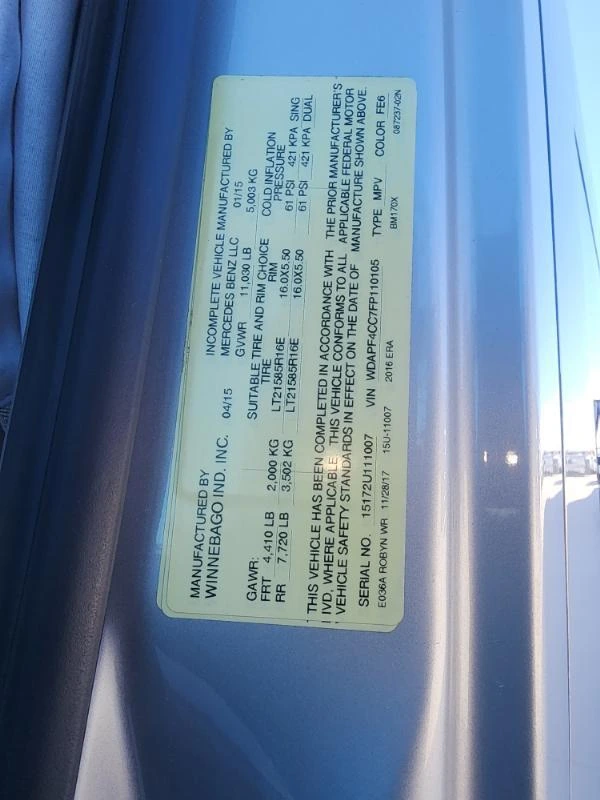 MANUFACTURED BY INCOMPLETE VEHICLE MANUFACTURED BY
WINNEBAGO IND. INC. 04/15 MERCEDES BENZ LLC 01/15
GVWR 11,030 LB 5,003 KG
GAWR: SUITABLE TIRE AND RIM CHOICE COLD INFLATION
TIRE RIM PRESSURE
FRT 4,410 LB 2,000 KG LT21585R16E 16.0X5.50 61 PSI 421 KPA SING
RR 7,720 LB 3,502 KG LT21585R16E 16.0X5.50 61 PSI 421 KPA DUAL
THIS VEHICLE HAS BEEN COMPLETED IN ACCORDANCE WITH THE PRIOR MANUFACTURER'S
IVD, WHERE APPLICABLE. THIS VEHICLE CONFORMS TO ALL APPLICABLE FEDERAL MOTOR
VEHICLE SAFETY STANDARDS IN EFFECT ON THE DATE OF MANUFACTURE SHOWN ABOVE.
SERIAL NO. 15172U111007 VIN WDAPF4CC7FP110105 TYPE MPV COLOR FE6
E036A ROBYN WR 11/28/17 15U-11007 2016 ERA BM170X 087237-02N